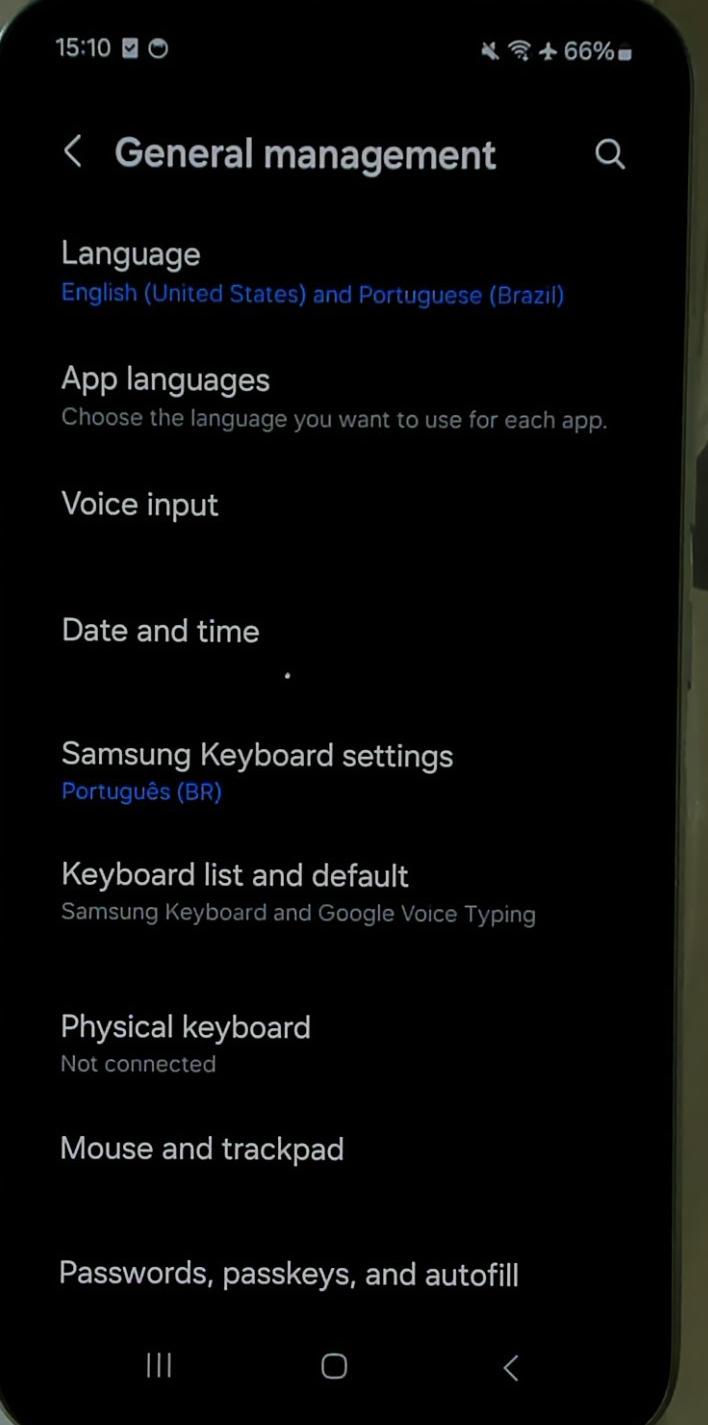 15:10
66%
General management
Language
English (United States) and Portuguese (Brazil)
App languages
Choose the language you want to use for each app.
Voice input
Date and time
Samsung Keyboard settings
Português (BR)
Keyboard list and default
Samsung Keyboard and Google Voice Typing
Physical keyboard
Not connected
Mouse and trackpad
Passwords, passkeys, and autofill